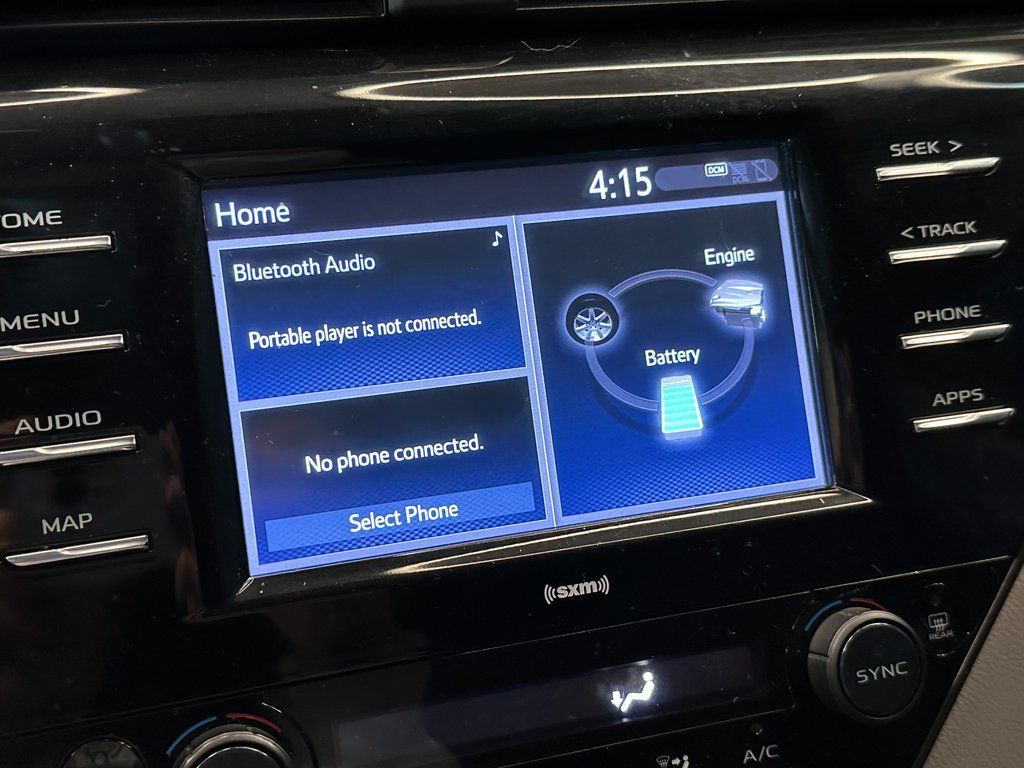 Home
4:15
DCM
Bluetooth Audio
Portable player is not connected.
No phone connected.
Select Phone
Engine
Battery
MENU
AUDIO
MAP
SEEK >
< TRACK
PHONE
APPS
((sxm))
SYNC
REAR
A/C